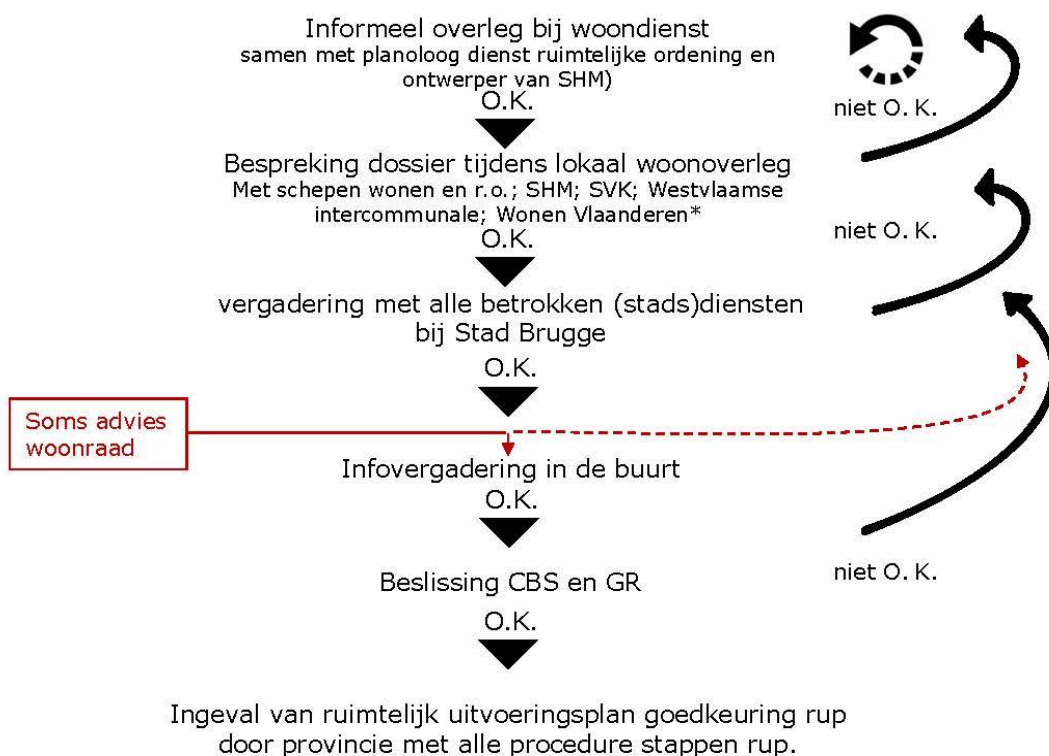 Informeel overleg bij woondienst
samen met planoloog dienst ruimtelijke ordening en
ontwerper van SHM)
O.K.
niet O. K.
Bespreking dossier tijdens lokaal woonoverleg
Met schepen wonen en r.o.; SHM; SVK; Westvlaamse
intercommunale; Wonen Vlaanderen*
O.K.
niet O. K.
vergadering met alle betrokken (stads)diensten
bij Stad Brugge
O.K.
Soms advies
woonraad
Infovergadering in de buurt
O.K.
niet O. K.
Beslissing CBS en GR
O.K.
Ingeval van ruimtelijk uitvoeringsplan goedkeuring rup
door provincie met alle procedure stappen rup.